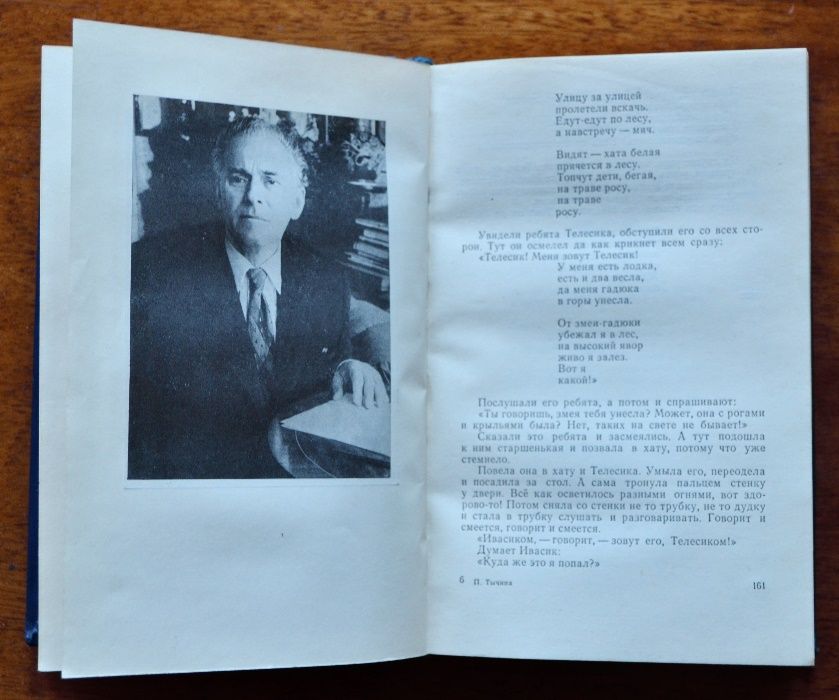 Улицу за улицей
пролетели вскачь.
Едут-едут по лесу,
а навстречу — мяч.
Видят — хата белая
прячется в лесу.
Топчут дети, бегая,
на траве росу,
на траве
росу.
Увидели ребята Телесика, обступили его со всех сто-
рон. Тут он осмелел да как крикнет всем сразу:
«Телесик! Меня зовут Телесик!
У меня есть лодка,
есть и два весла,
да меня гадюка
в горы унесла.
От змеи-гадюки
убежал я в лес,
на высокий явор
живо я залез.
Вот я
какой!»
Послушали его ребята, а потом и спрашивают:
«Ты говоришь, змея тебя унесла? Может, она с рогами
и крыльями была? Нет, таких на свете не бывает!»
Сказали это ребята и засмеялись. А тут подошла
к ним старшенькая и позвала в хату, потому что уже
стемнело.
Повела она в хату и Телесика. Умыла его, переодела
и посадила за стол. А сама тронула пальцем стенку
у двери. Всё как осветилось разными огнями, вот здо-
рово-то! Потом сняла со стенки не то трубку, не то дудку
и стала в трубку слушать и разговаривать. Говорит и
смеется, говорит и смеется.
«Ивасиком, — говорит, — зовут его, Телесиком!»
Думает Ивасик:
«Куда же это я попал?»
6 П. Тычина 161